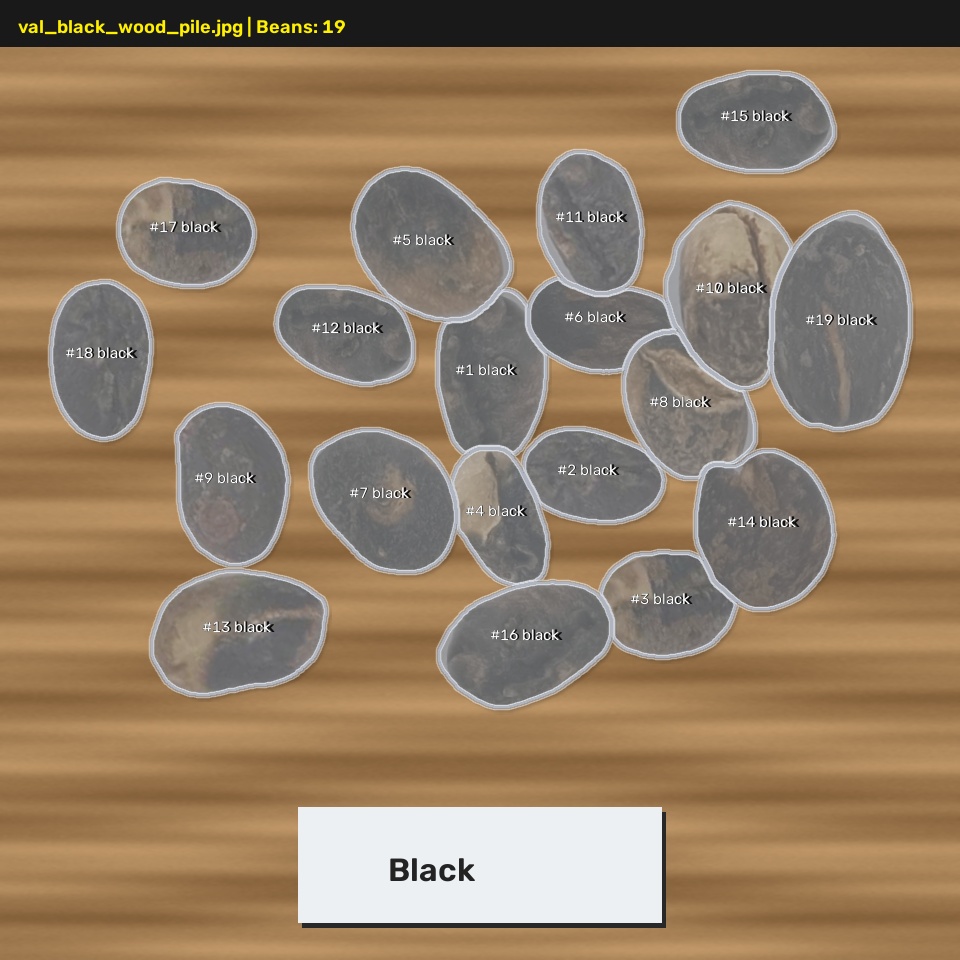 val_black_wood_pile.jpg | Beans: 19
#15 black
#11 black
#17 black
#5 black
#10 black
#6 black
#19 black
#12 black
#18 black
#1 black
#8 black
#2 black
#9 black
#7 black
#4 black
#14 black
#3 black
#13 black
#16 black
Black